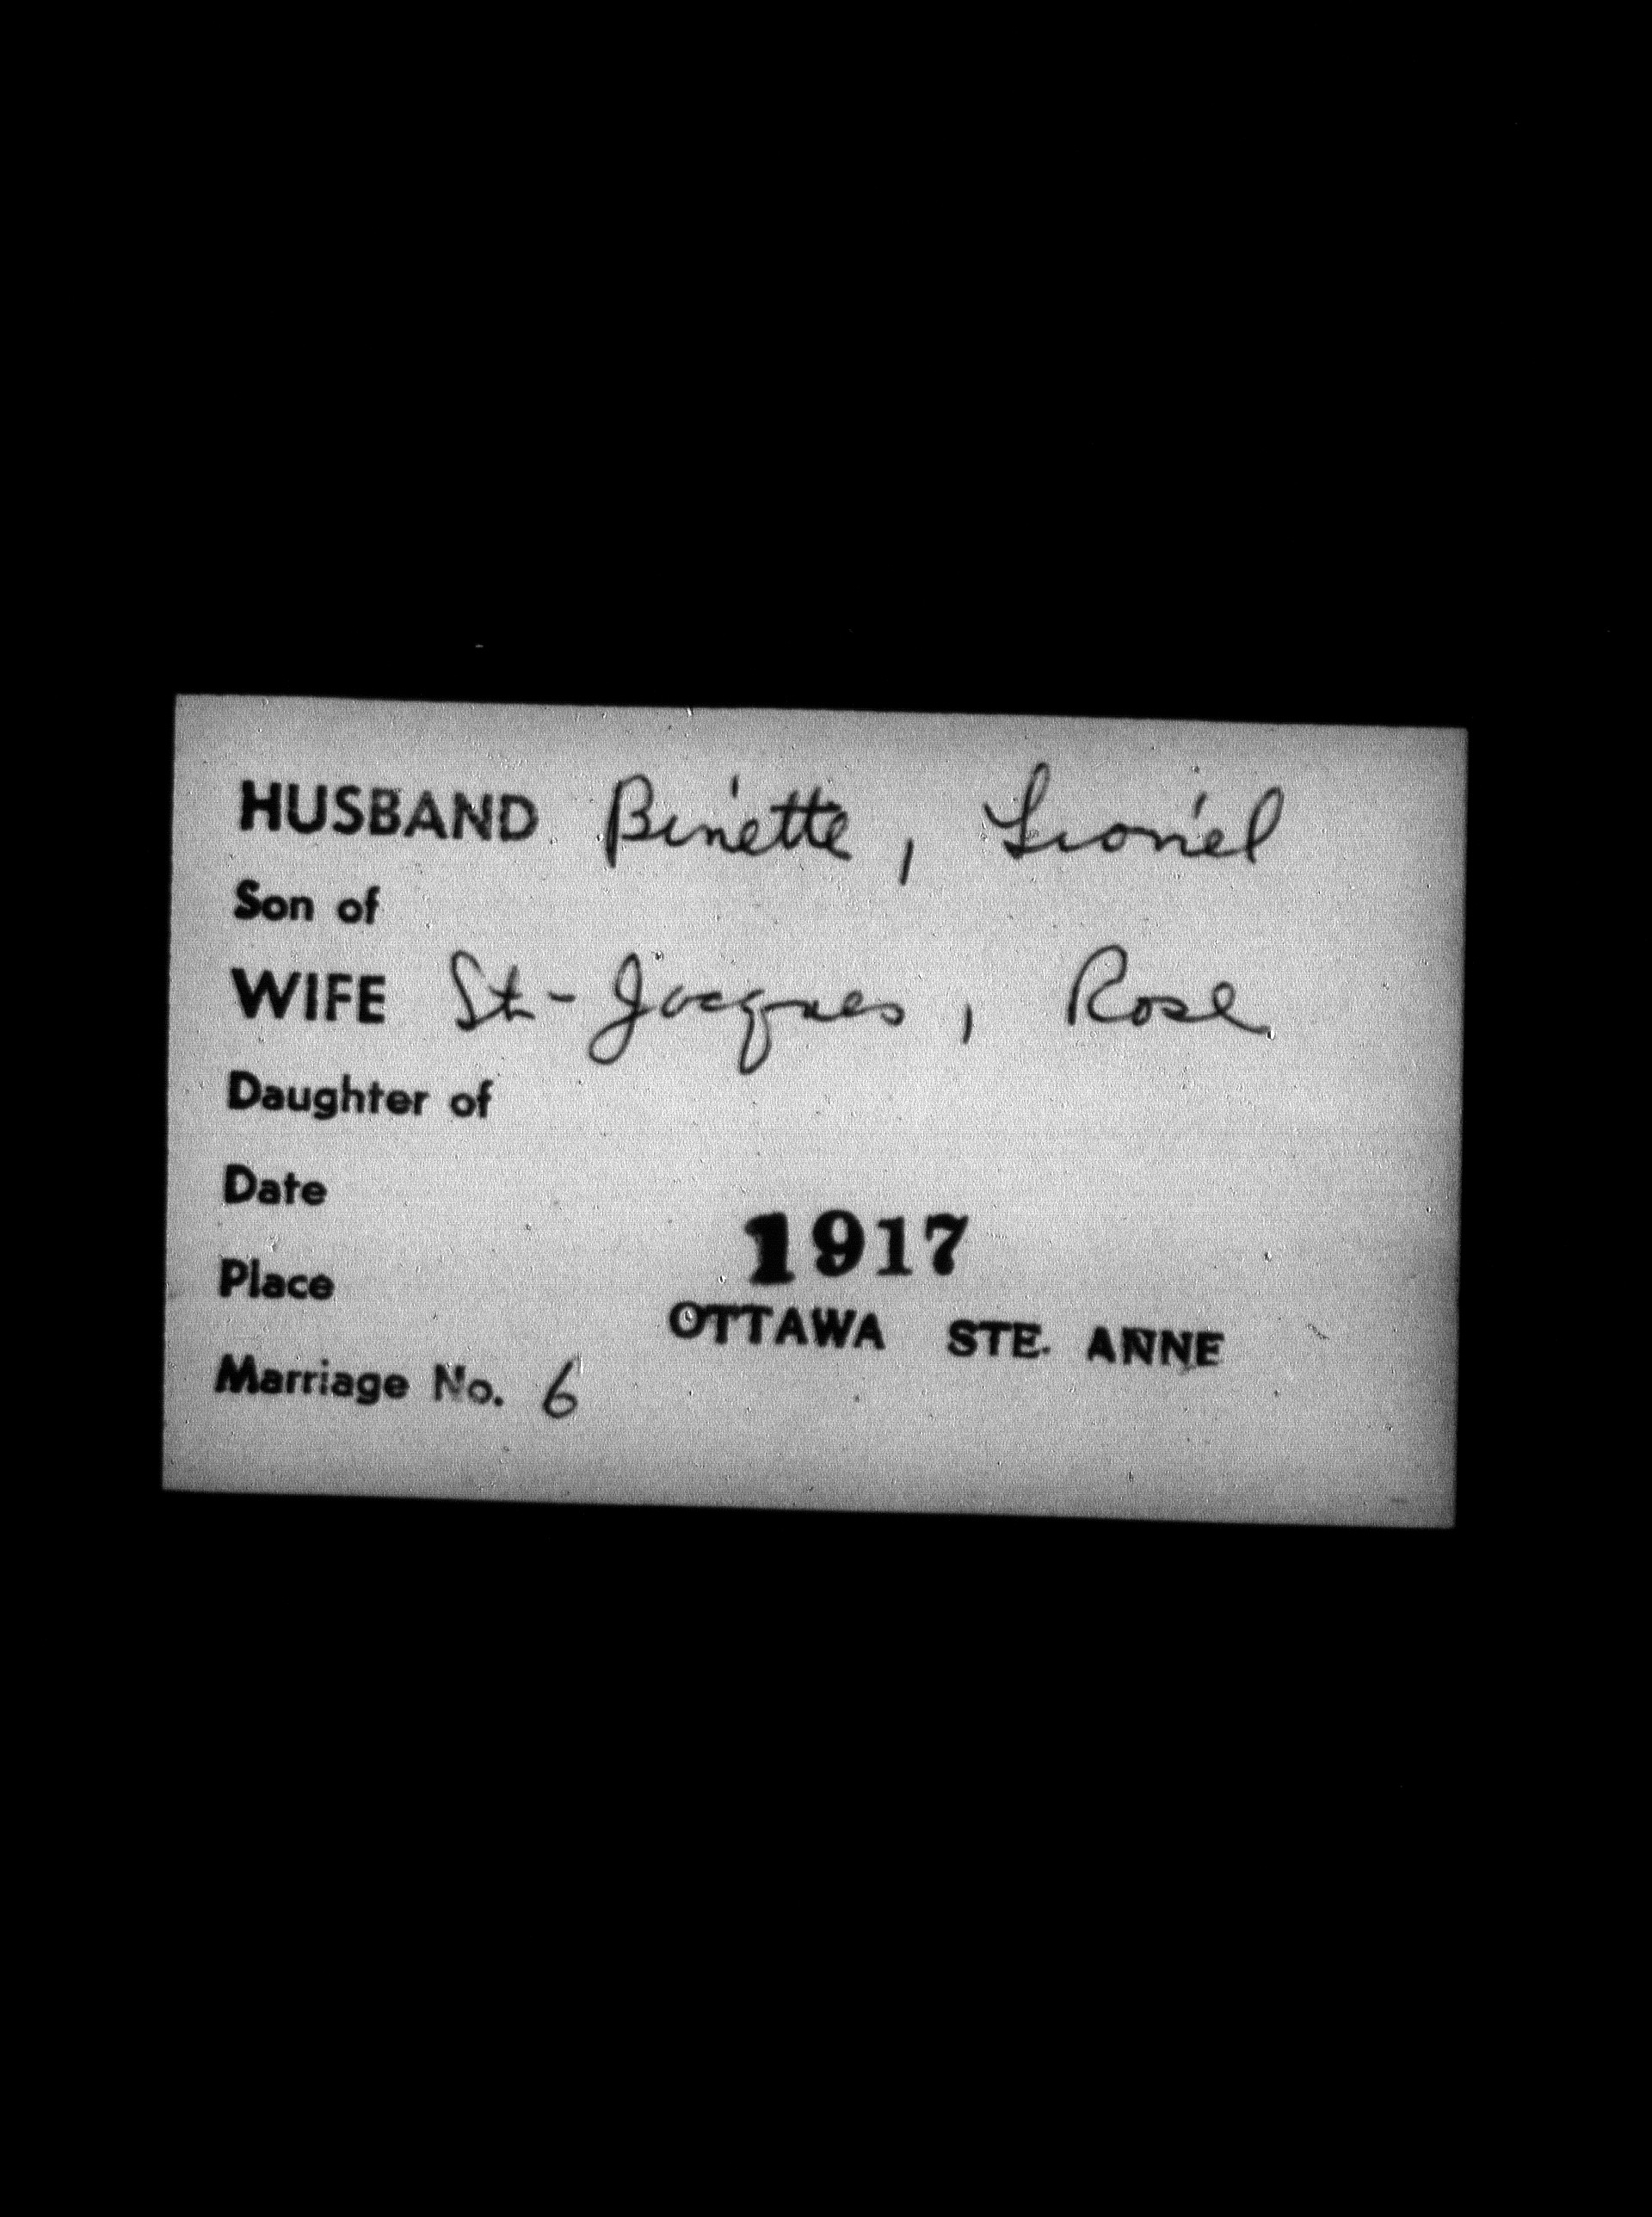 HUSBAND Binette, Lionel
Son of
WIFE St-Jacques, Rose
Daughter of
Date 1917
Place OTTAWA STE. ANNE
Marriage No. 6